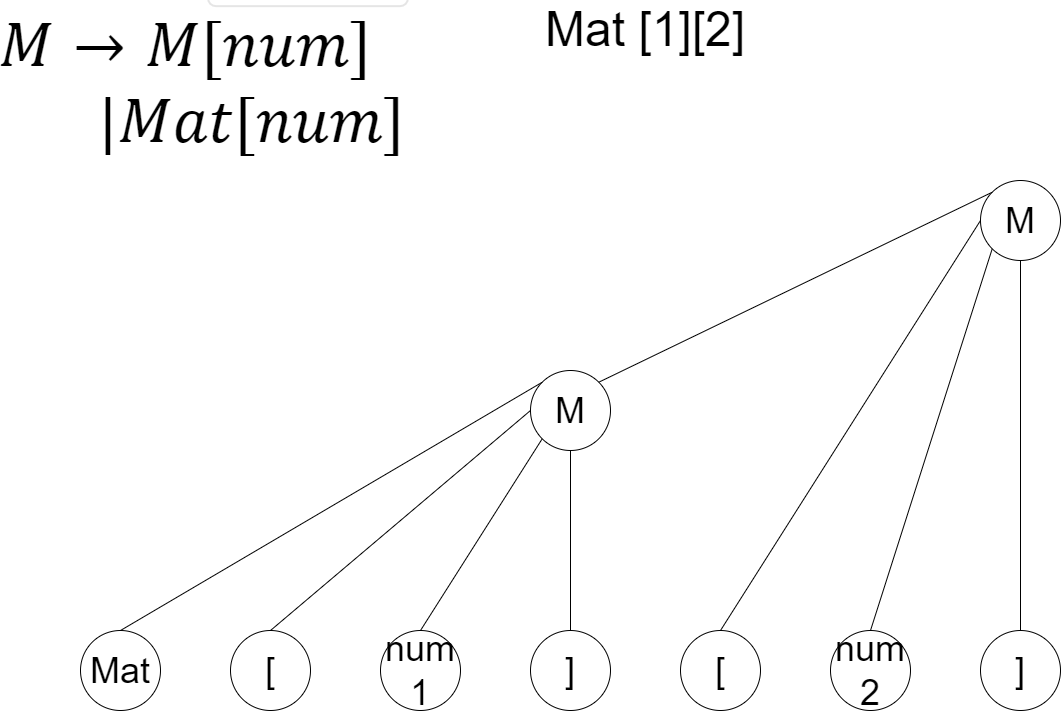 M → M[num]
|Mat[num]
Mat [1][2]
M
M
Mat
[
num
1
]
[
num
2
]